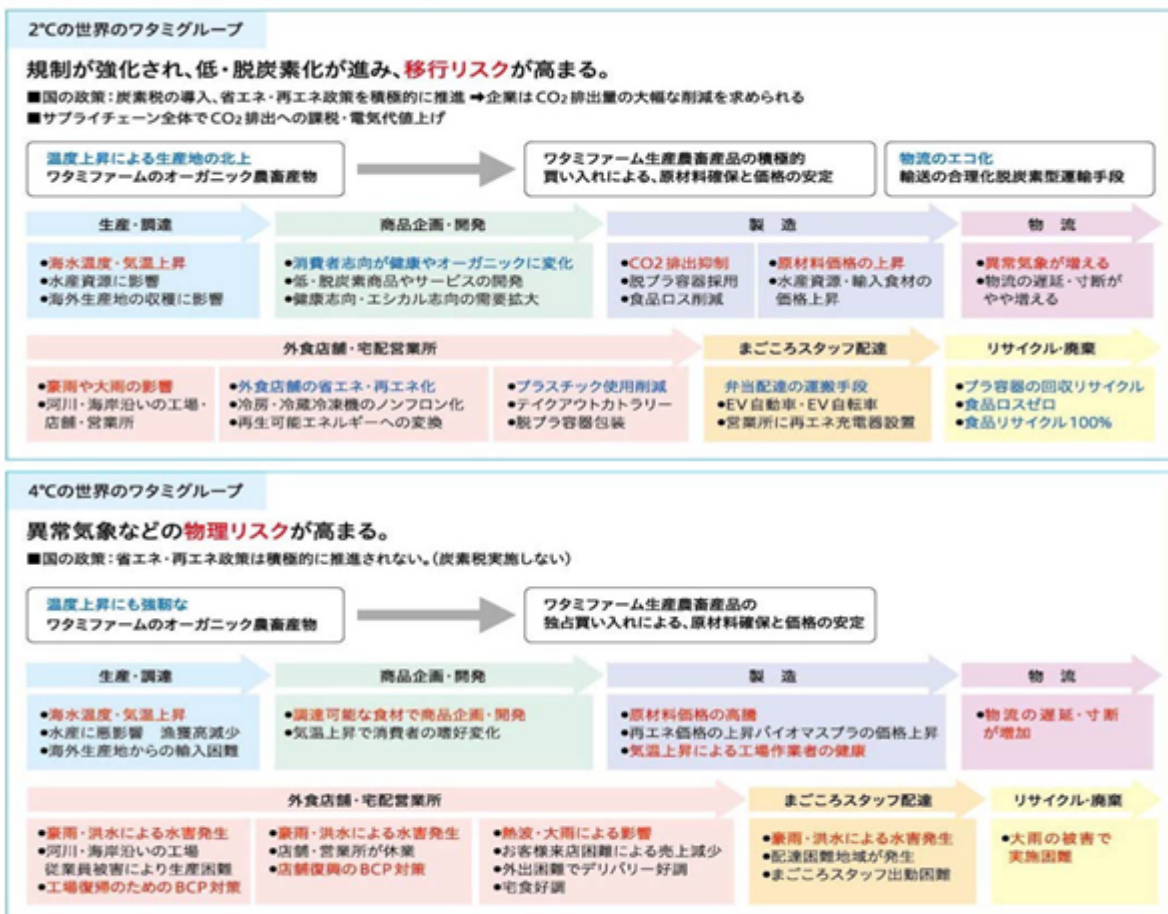 2℃の世界のワタミグループ
規制が強化され、低・脱炭素化が進み、移行リスクが高まる。
■国の政策：炭素税の導入、省エネ・再エネ政策を積極的に推進 ➡企業はCO₂排出量の大幅な削減を求められる
■サプライチェーン全体でCO₂排出への課税・電気代値上げ
温度上昇による生産地の北上
ワタミファームのオーガニック農畜産物
ワタミファーム生産農畜産品の積極的
買い入れによる、原材料確保と価格の安定
物流のエコ化
輸送の合理化脱炭素型運輸手段
生産・調達
●海水温度・気温上昇
●水産資源に影響
●海外生産地の収穫に影響
商品企画・開発
●消費者志向が健康やオーガニックに変化
●低・脱炭素商品やサービスの開発
●健康志向・エシカル志向の需要拡大
製造
●CO2排出抑制
●脱プラ容器採用
●食品ロス削減
●原材料価格の上昇
●水産資源・輸入食材の
価格上昇
物流
●異常気象が増える
●物流の遅延・寸断が
やや増える
外食店舗・宅配営業所
●豪雨や大雨の影響
●河川・海岸沿いの工場・
店舗・営業所
●外食店舗の省エネ・再エネ化
●冷房・冷蔵冷凍機のノンフロン化
●再生可能エネルギーへの変換
●プラスチック使用削減
●テイクアウトカトラリー
●脱プラ容器包装
まごころスタッフ配達
弁当配達の運搬手段
●EV自動車・EV自転車
●営業所に再エネ充電器設置
リサイクル・廃棄
●プラ容器の回収リサイクル
●食品ロスゼロ
●食品リサイクル100%
4℃の世界のワタミグループ
異常気象などの物理リスクが高まる。
■国の政策：省エネ・再エネ政策は積極的に推進されない。（炭素税実施しない）
温度上昇にも強靭な
ワタミファームのオーガニック農畜産物
ワタミファーム生産農畜産品の
独占買い入れによる、原材料確保と価格の安定
生産・調達
●海水温度・気温上昇
●水産に悪影響　漁獲高減少
●海外生産地からの輸入困難
商品企画・開発
●調達可能な食材で商品企画・開発
●気温上昇で消費者の嗜好変化
製造
●原材料価格の高騰
●再エネ価格の上昇バイオマスプラの価格上昇
●気温上昇による工場作業者の健康
物流
●物流の遅延・寸断
が増加
外食店舗・宅配営業所
●豪雨・洪水による水害発生
●河川・海岸沿いの工場
従業員被害により生産困難
●工場復帰のためのBCP対策
●豪雨・洪水による水害発生
●店舗・営業所が休業
●店舗復興のBCP対策
●熱波・大雨による影響
●お客様来店困難による売上減少
●外出困難でデリバリー好調
●宅食好調
まごころスタッフ配達
●豪雨・洪水による水害発生
●配達困難地域が発生
●まごころスタッフ出動困難
リサイクル・廃棄
●大雨の被害で
実施困難